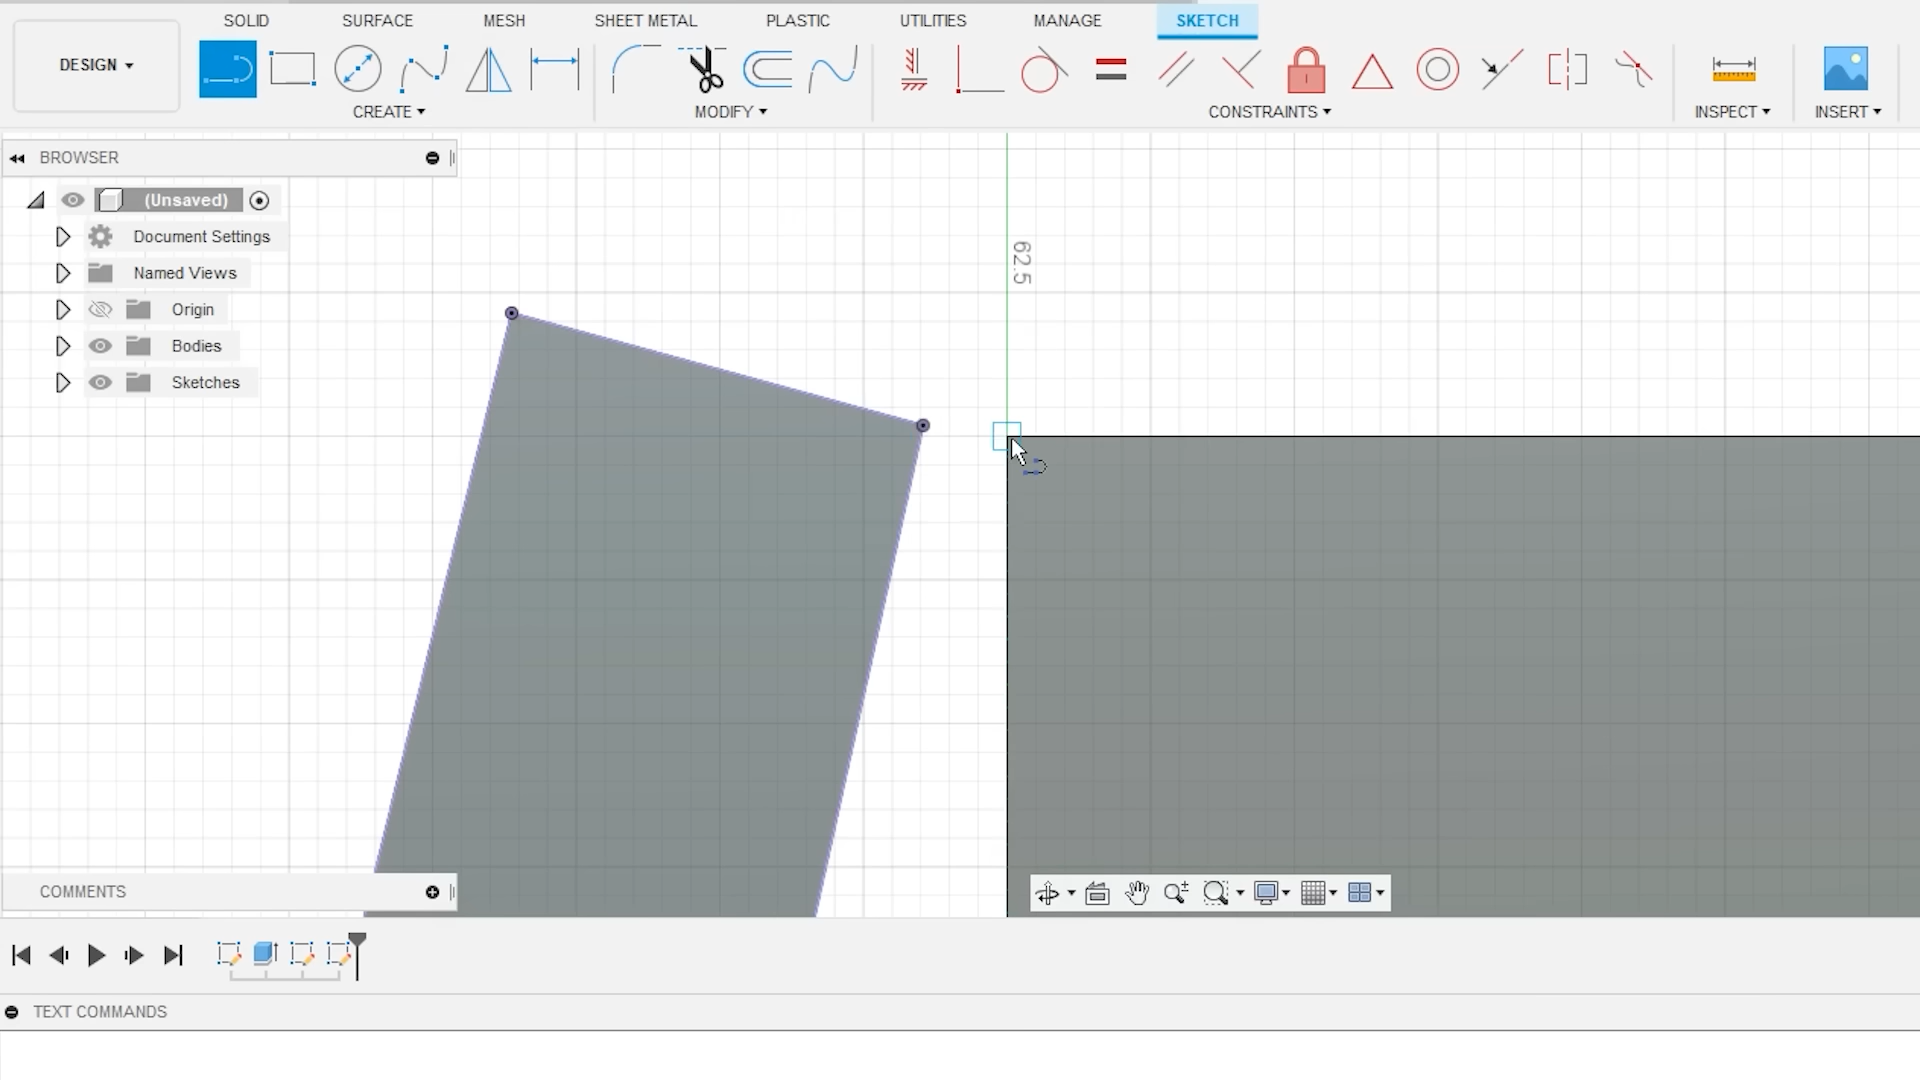 SOLID SURFACE MESH SHEET METAL PLASTIC UTILITIES MANAGE SKETCH
DESIGN
CREATE MODIFY CONSTRAINTS INSPECT INSERT
BROWSER
(Unsaved)
Document Settings
Named Views
Origin
Bodies
Sketches
62.5
COMMENTS
TEXT COMMANDS